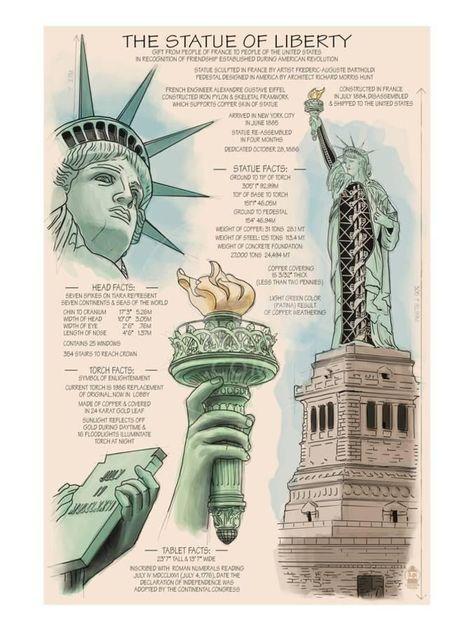 THE STATUE OF LIBERTY
GIFT FROM PEOPLE OF FRANCE TO PEOPLE OF THE UNITED STATES
IN RECOGNITION OF FRIENDSHIP ESTABLISHED DURING AMERICAN REVOLUTION
STATUE SCULPTED IN FRANCE BY ARTIST FREDERIC-AUGUSTE BARTHOLDI
PEDESTAL DESIGNED IN AMERICA BY ARCHITECT RICHARD MORRIS HUNT
FRENCH ENGINEER ALEXANDRE GUSTAVE EIFFEL
CONSTRUCTED IRON PYLON & SKELETAL FRAMWORK
WHICH SUPPORTS COPPER SKIN OF STATUE
CONSTRUCTED IN FRANCE
IN JULY 1884, DISASSEMBLED
& SHIPPED TO THE UNITED STATES
ARRIVED IN NEW YORK CITY
IN JUNE 1885
STATUE RE-ASSEMBLED
IN FOUR MONTHS
DEDICATED OCTOBER 28, 1886
STATUE FACTS:
GROUND TO TIP OF TORCH
305'1" 92.99M
TOP OF BASE TO TORCH
151'1" 46.05M
GROUND TO PEDESTAL
154' 46.94M
WEIGHT OF COPPER: 31 TONS 28.1 MT
WEIGHT OF STEEL: 125 TONS 113.4 MT
WEIGHT OF CONCRETE FOUNDATION:
27,000 TONS 24,494 MT
COPPER COVERING
IS 3/32" THICK
(LESS THAN TWO PENNIES)
LIGHT GREEN COLOR
(PATINA) RESULT
OF COPPER WEATHERING
HEAD FACTS:
SEVEN SPIKES ON TIARA REPRESENT
SEVEN CONTINENTS & SEAS OF THE WORLD
CHIN TO CRANIUM 17'3" 5.26M
WIDTH OF HEAD 10'0" 3.05M
WIDTH OF EYE 2'6" .76M
LENGTH OF NOSE 4'6" 1.37M
CONTAINS 25 WINDOWS
354 STAIRS TO REACH CROWN
TORCH FACTS:
SYMBOL OF ENLIGHTENMENT
CURRENT TORCH IS 1986 REPLACEMENT
OF ORIGINAL, NOW IN LOBBY
MADE OF COPPER & COVERED
IN 24 KARAT GOLD LEAF
SUNLIGHT REFLECTS OFF
GOLD DURING DAYTIME &
16 FLOODLIGHTS ILLUMINTATE
TORCH AT NIGHT
JULY
IV
MDCCLXXVI
TABLET FACTS:
23'7" TALL & 13'7" WIDE
INSCRIBED WITH ROMAN NUMERALS READING
JULY IV MDCCLXXVI (JULY 4, 1776), DATE THE
DECLARATION OF INDEPENDENCE WAS
ADOPTED BY THE CONTINENTAL CONGRESS